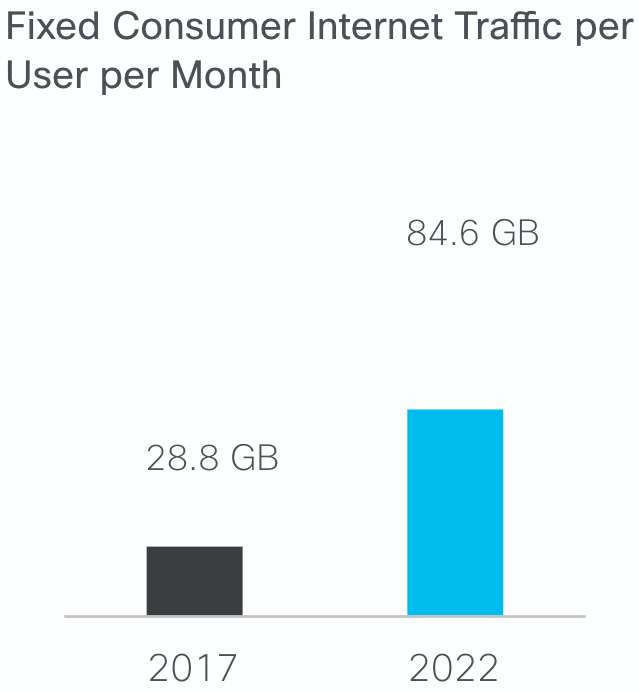 Fixed Consumer Internet Traffic per
User per Month
84.6 GB
28.8 GB
2017
2022